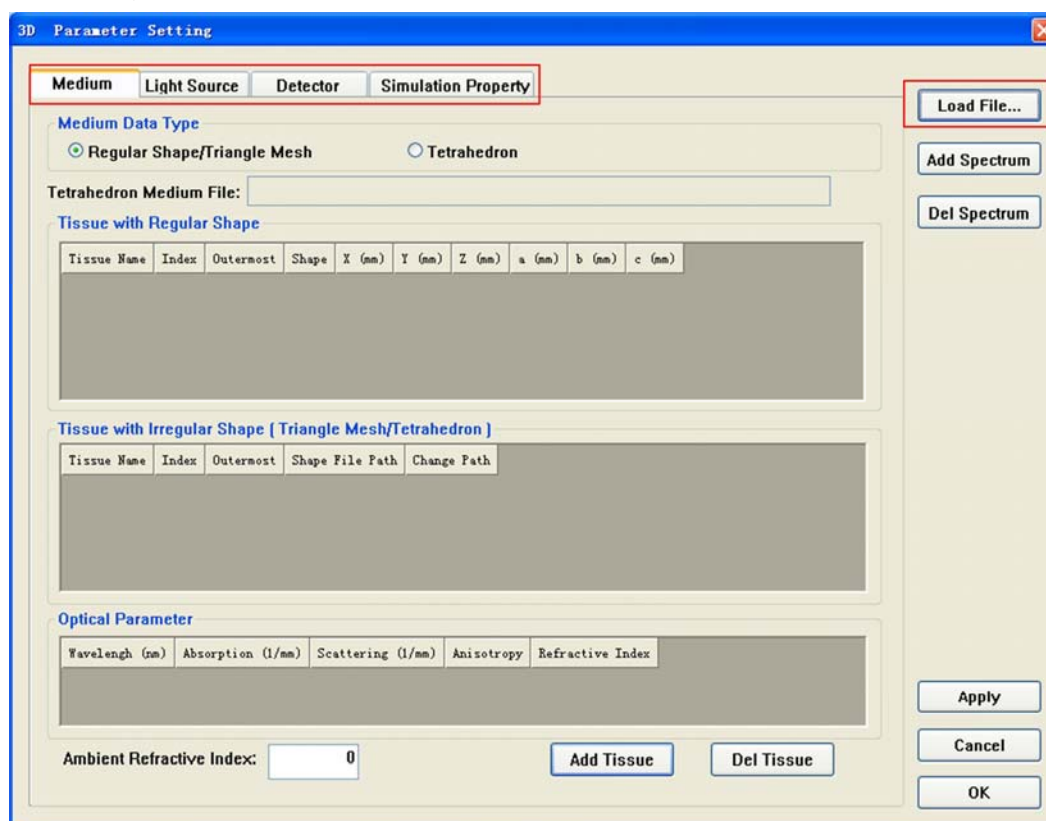 3D Parameter Setting
Medium Light Source Detector Simulation Property
Load File...
Medium Data Type
Regular Shape/Triangle Mesh Tetrahedron
Add Spectrum
Tetrahedron Medium File:
Del Spectrum
Tissue with Regular Shape
Tissue Name Index Outermost Shape X (mm) Y (mm) Z (mm) a (mm) b (mm) c (mm)
Tissue with Irregular Shape ( Triangle Mesh/Tetrahedron )
Tissue Name Index Outermost Shape File Path Change Path
Optical Parameter
Wavelengh (nm) Absorption (1/mm) Scattering (1/mm) Anisotropy Refractive Index
Apply
Ambient Refractive Index: 0 Add Tissue Del Tissue
Cancel
OK